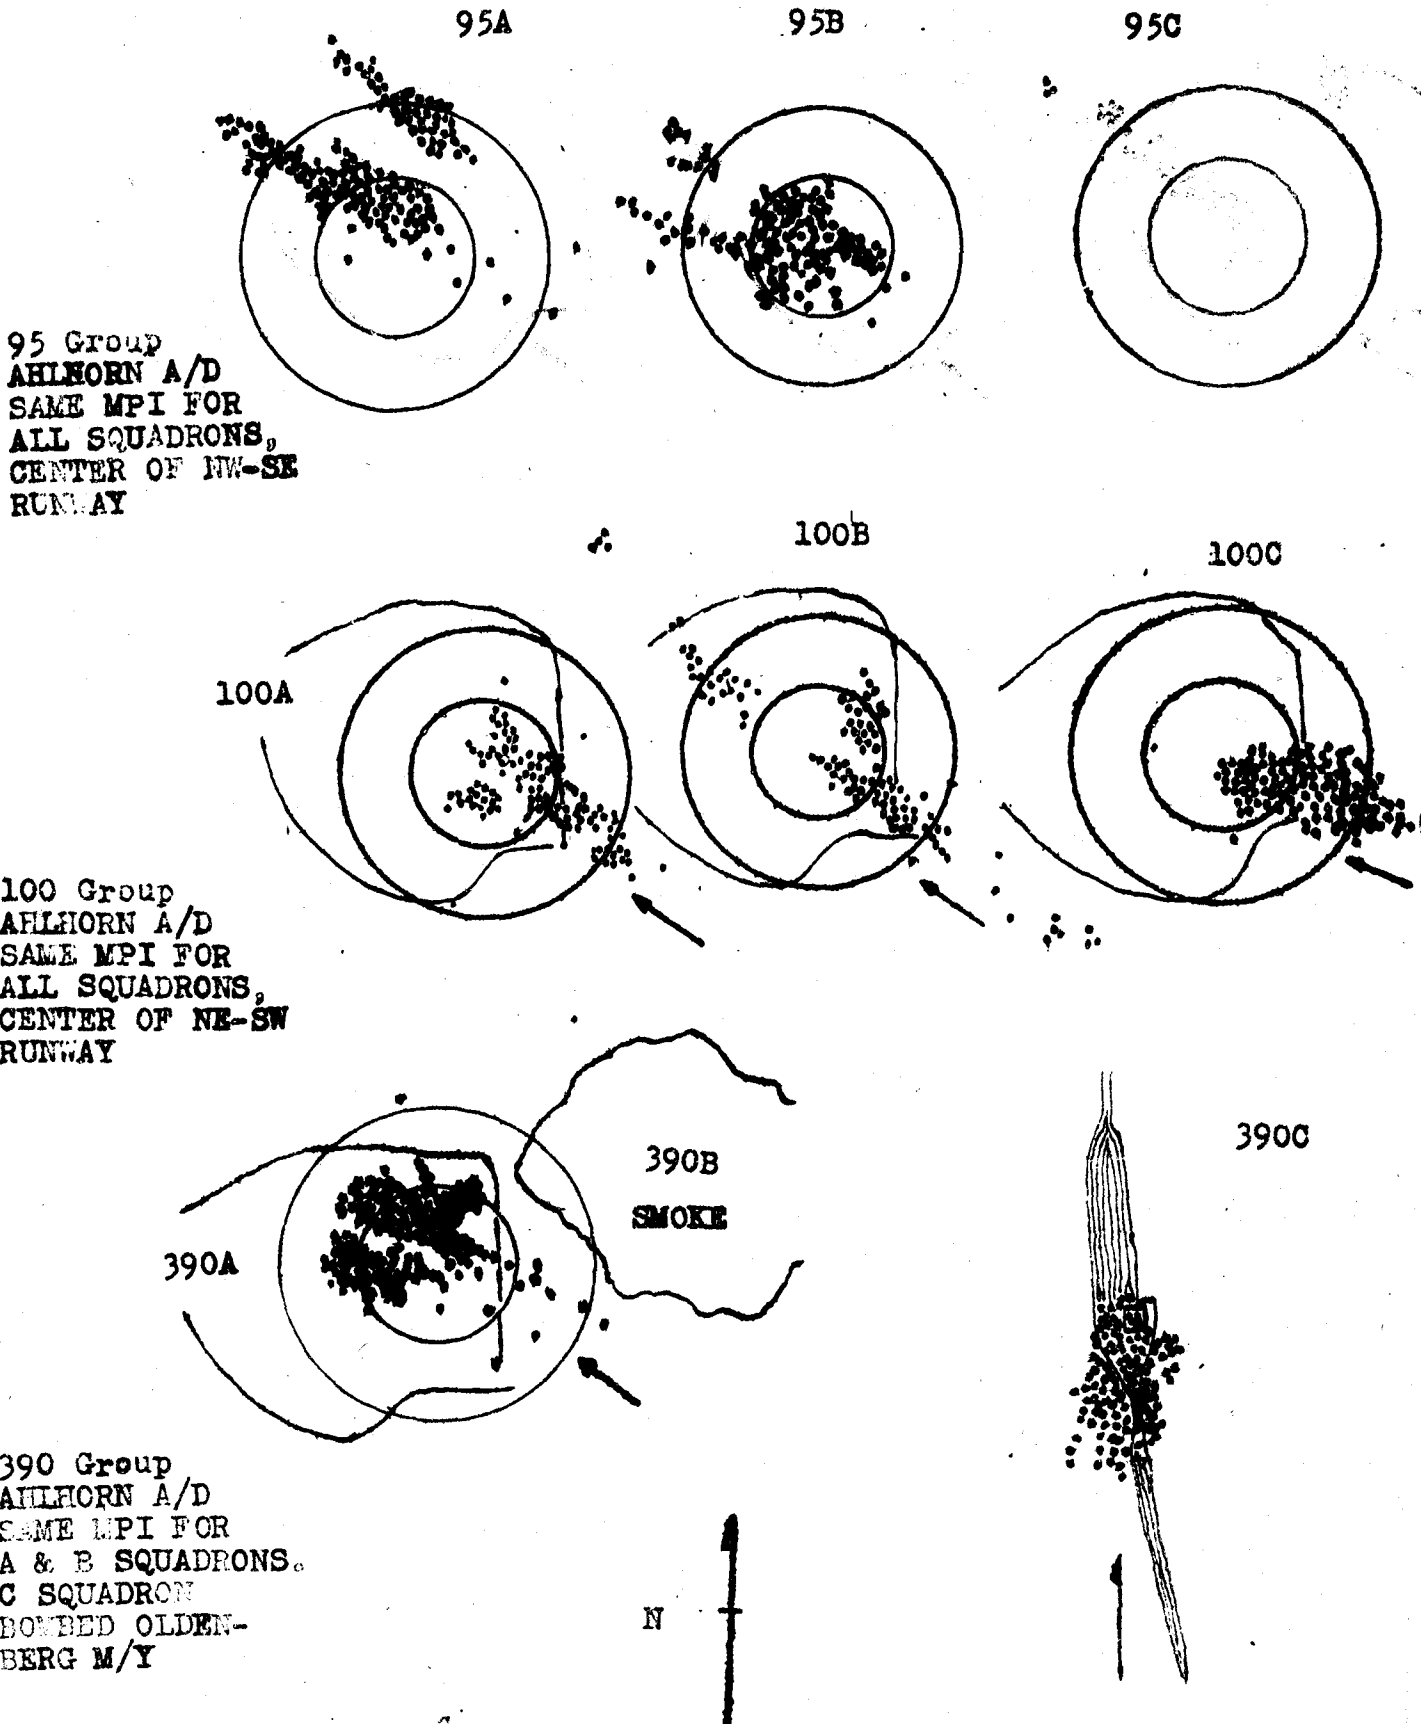 95A
95B
95C
95 Group
AHLHORN A/D
SAME MPI FOR
ALL SQUADRONS,
CENTER OF NW-SE
RUNWAY
100A
100B
100C
100 Group
AHLHORN A/D
SAME MPI FOR
ALL SQUADRONS,
CENTER OF NE-SW
RUNWAY
390A
390B
SMOKE
390C
390 Group
AHLHORN A/D
SAME MPI FOR
A & B SQUADRONS.
C SQUADRON
BOMBED OLDEN-
BERG M/Y
N